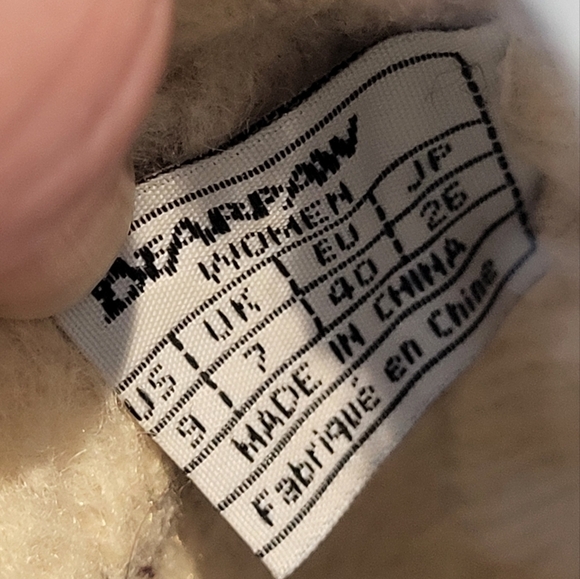 BEARPAW
WOMEN
US UK EU JP
9 7 40 26
MADE IN CHINA
Fabriqué en Chine